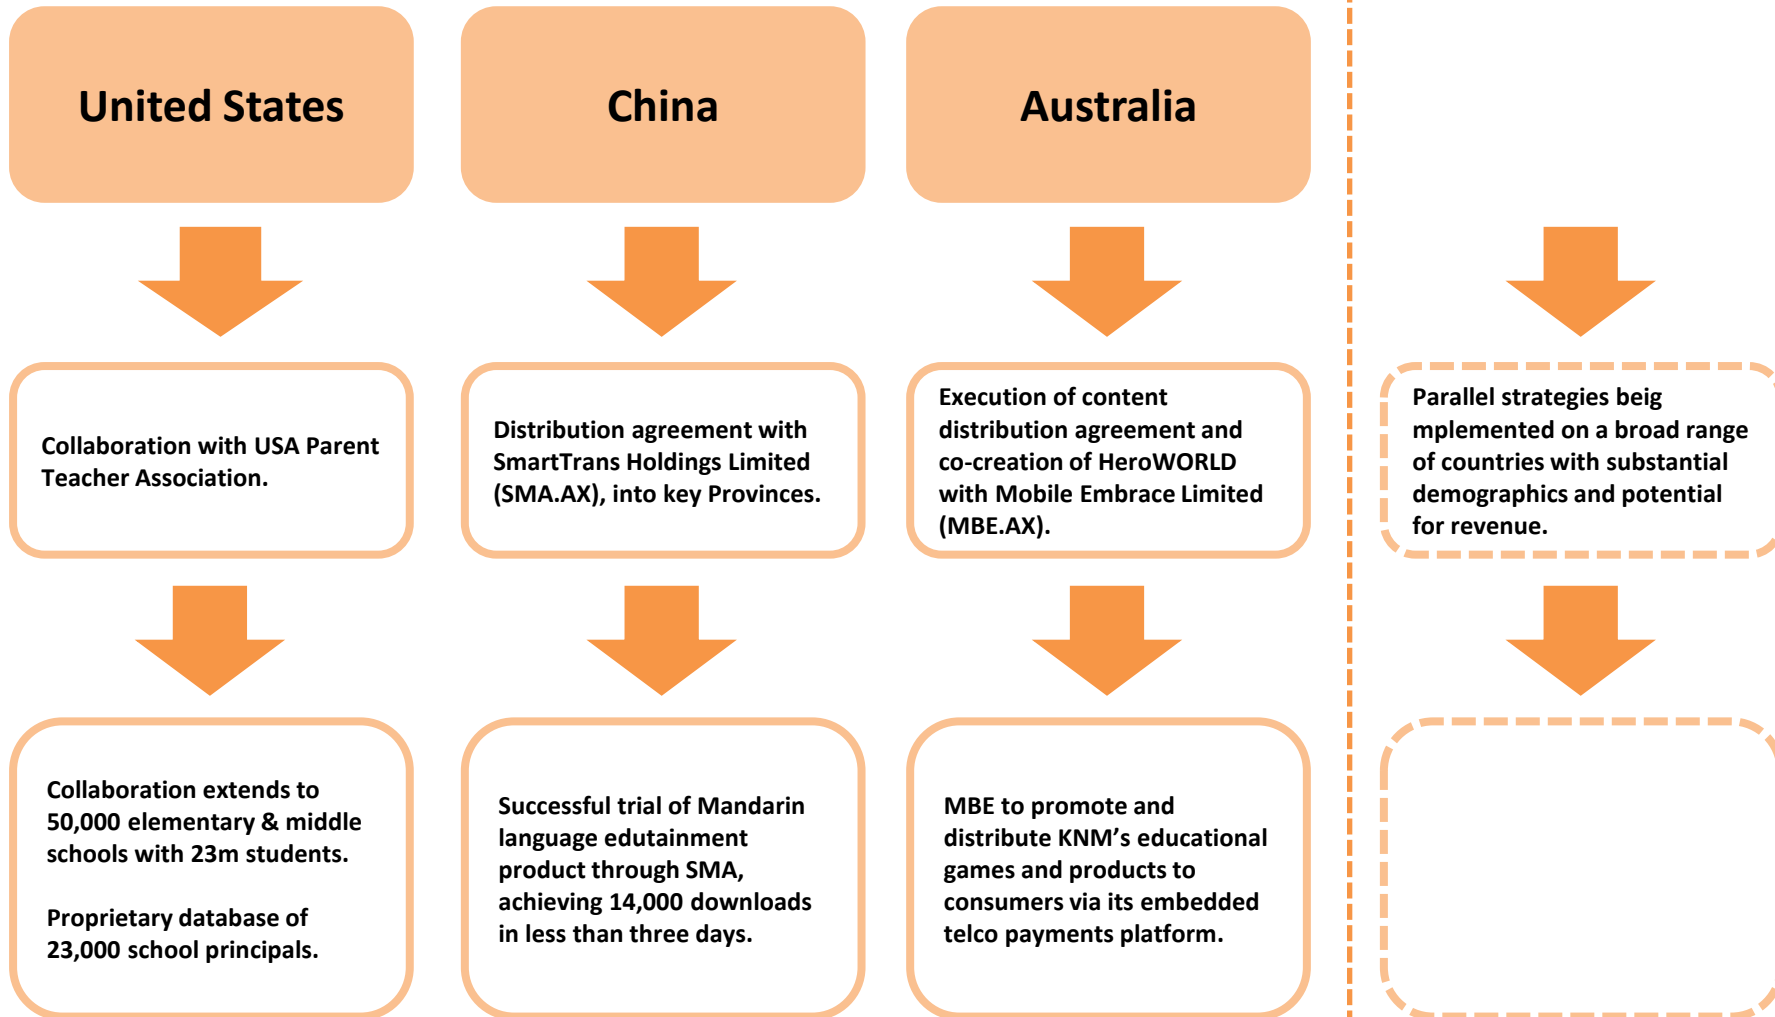 United States
China
Australia
Collaboration with USA Parent
Teacher Association.
Distribution agreement with
SmartTrans Holdings Limited
(SMA.AX), into key Provinces.
Execution of content
distribution agreement and
co-creation of HeroWORLD
with Mobile Embrace Limited
(MBE.AX).
Parallel strategies beig
mplemented on a broad range
of countries with substantial
demographics and potential
for revenue.
Collaboration extends to
50,000 elementary & middle
schools with 23m students.
Proprietary database of
23,000 school principals.
Successful trial of Mandarin
language edutainment
product through SMA,
achieving 14,000 downloads
in less than three days.
MBE to promote and
distribute KNM’s educational
games and products to
consumers via its embedded
telco payments platform.